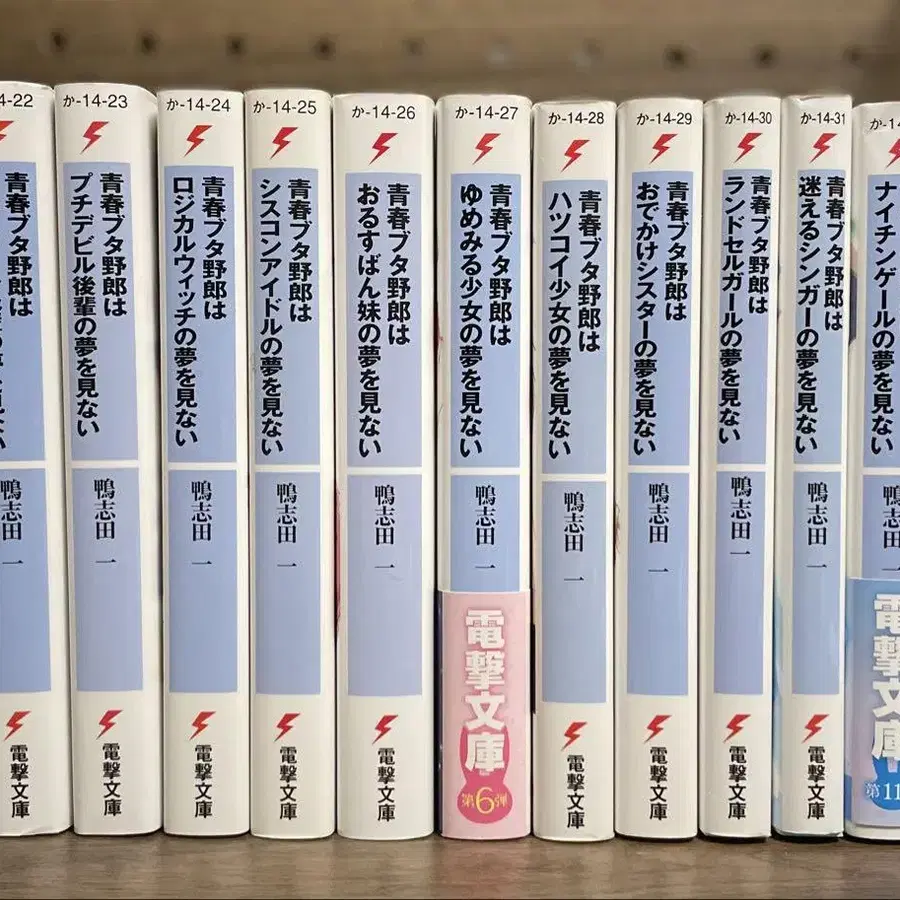 4-22
青春ブタ野郎は
鴨志田 一
電撃文庫
か-14-23
青春ブタ野郎は
プチデビル後輩の夢を見ない
鴨志田 一
電撃文庫
か-14-24
青春ブタ野郎は
ロジカルウィッチの夢を見ない
鴨志田 一
電撃文庫
か-14-25
青春ブタ野郎は
シスコンアイドルの夢を見ない
鴨志田 一
電撃文庫
か-14-26
青春ブタ野郎は
おるすばん妹の夢を見ない
鴨志田 一
電撃文庫
か-14-27
青春ブタ野郎は
ゆめみる少女の夢を見ない
鴨志田 一
電撃文庫
第6弾
か-14-28
青春ブタ野郎は
ハツコイ少女の夢を見ない
鴨志田 一
電撃文庫
か-14-29
青春ブタ野郎は
おでかけシスターの夢を見ない
鴨志田 一
電撃文庫
か-14-30
青春ブタ野郎は
ランドセルガールの夢を見ない
鴨志田 一
電撃文庫
か-14-31
青春ブタ野郎は
迷えるシンガーの夢を見ない
鴨志田 一
電撃文庫
か-14
ナイチンゲールの夢を見ない
鴨志田 一
電撃文庫
第11